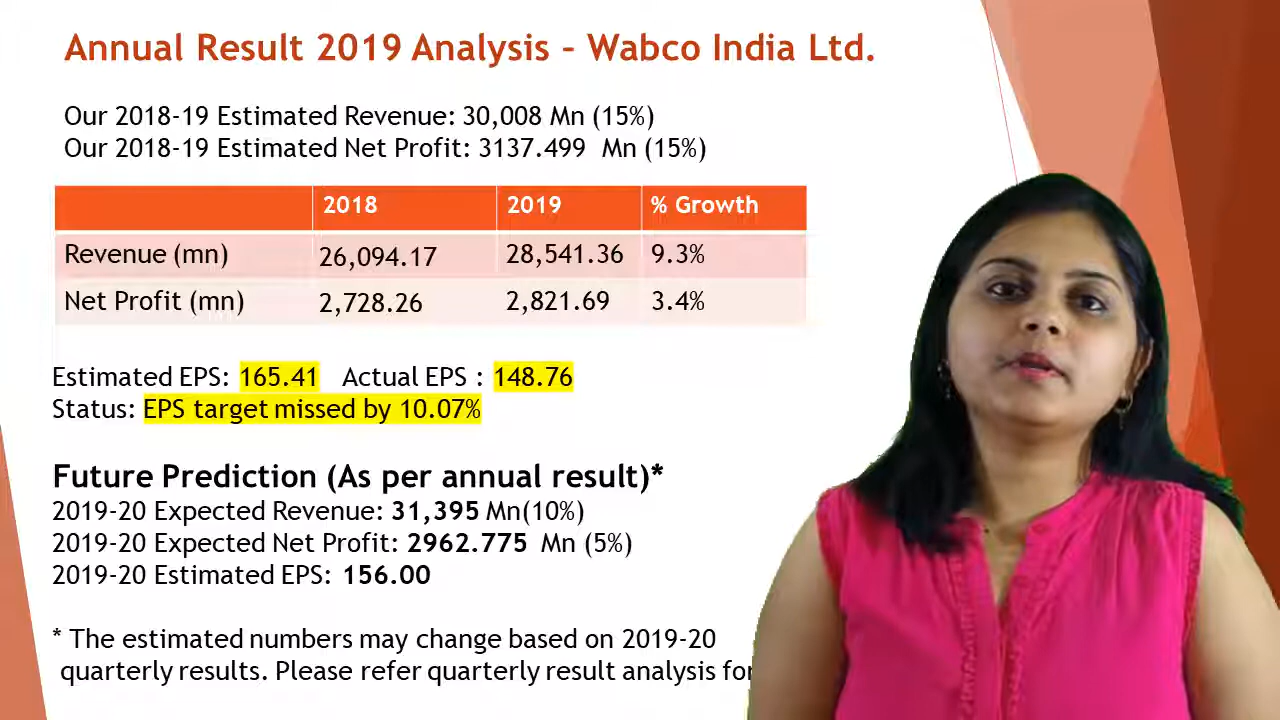 Annual Result 2019 Analysis – Wabco India Ltd.
Our 2018-19 Estimated Revenue: 30,008 Mn (15%)
Our 2018-19 Estimated Net Profit: 3137.499 Mn (15%)
2018 2019 % Growth
Revenue (mn) 26,094.17 28,541.36 9.3%
Net Profit (mn) 2,728.26 2,821.69 3.4%
Estimated EPS: 165.41 Actual EPS : 148.76
Status: EPS target missed by 10.07%
Future Prediction (As per annual result)*
2019-20 Expected Revenue: 31,395 Mn(10%)
2019-20 Expected Net Profit: 2962.775 Mn (5%)
2019-20 Estimated EPS: 156.00
* The estimated numbers may change based on 2019-20
quarterly results. Please refer quarterly result analysis for